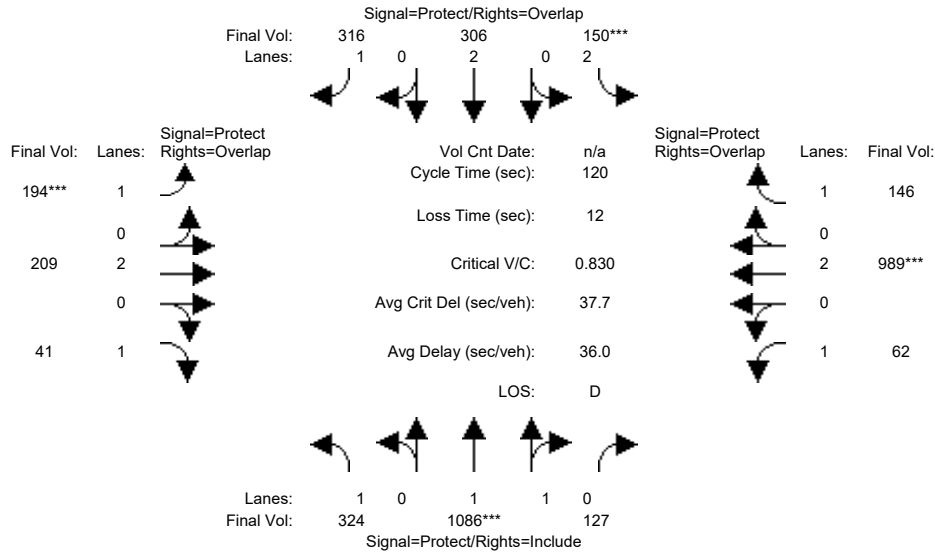 Signal=Protect/Rights=Overlap
Final Vol: 316 306 150***
Lanes: 1 0 2 0 2
Signal=Protect
Final Vol: Lanes: Rights=Overlap
Vol Cnt Date: n/a
Signal=Protect
Rights=Overlap Lanes: Final Vol:
Cycle Time (sec): 120
194*** 1
1 146
Loss Time (sec): 12
0
0
209 2
Critical V/C: 0.830
2 989***
0
Avg Crit Del (sec/veh): 37.7
0
41 1
Avg Delay (sec/veh): 36.0
1 62
LOS: D
Lanes: 1 0 1 1 0
Final Vol: 324 1086*** 127
Signal=Protect/Rights=Include